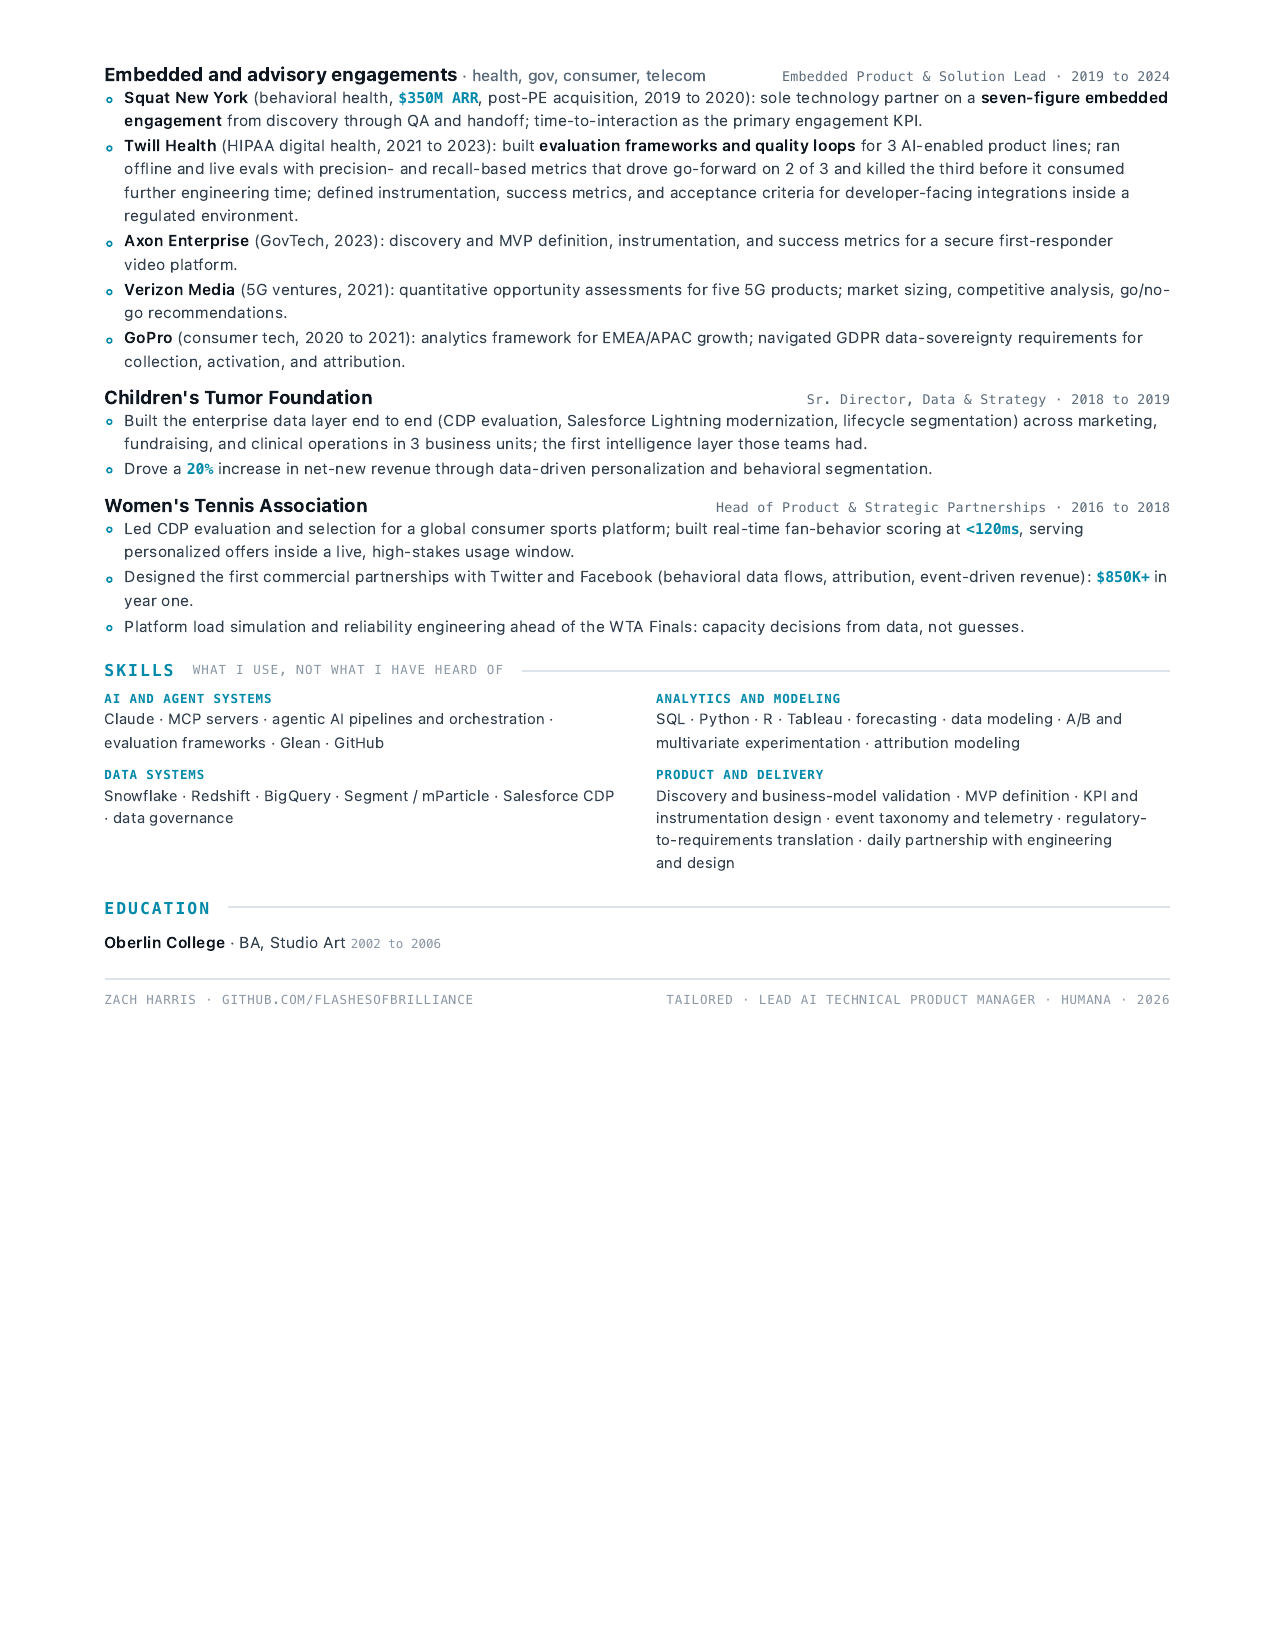 Embedded and advisory engagements · health, gov, consumer, telecom Embedded Product & Solution Lead · 2019 to 2024
Squat New York (behavioral health, $350M ARR, post-PE acquisition, 2019 to 2020): sole technology partner on a seven-figure embedded
engagement from discovery through QA and handoff; time-to-interaction as the primary engagement KPI.
Twill Health (HIPAA digital health, 2021 to 2023): built evaluation frameworks and quality loops for 3 AI-enabled product lines; ran
offline and live evals with precision- and recall-based metrics that drove go-forward on 2 of 3 and killed the third before it consumed
further engineering time; defined instrumentation, success metrics, and acceptance criteria for developer-facing integrations inside a
regulated environment.
Axon Enterprise (GovTech, 2023): discovery and MVP definition, instrumentation, and success metrics for a secure first-responder
video platform.
Verizon Media (5G ventures, 2021): quantitative opportunity assessments for five 5G products; market sizing, competitive analysis, go/no-
go recommendations.
GoPro (consumer tech, 2020 to 2021): analytics framework for EMEA/APAC growth; navigated GDPR data-sovereignty requirements for
collection, activation, and attribution.
Children's Tumor Foundation Sr. Director, Data & Strategy · 2018 to 2019
Built the enterprise data layer end to end (CDP evaluation, Salesforce Lightning modernization, lifecycle segmentation) across marketing,
fundraising, and clinical operations in 3 business units; the first intelligence layer those teams had.
Drove a 20% increase in net-new revenue through data-driven personalization and behavioral segmentation.
Women's Tennis Association Head of Product & Strategic Partnerships · 2016 to 2018
Led CDP evaluation and selection for a global consumer sports platform; built real-time fan-behavior scoring at <120ms, serving
personalized offers inside a live, high-stakes usage window.
Designed the first commercial partnerships with Twitter and Facebook (behavioral data flows, attribution, event-driven revenue): $850K+ in
year one.
Platform load simulation and reliability engineering ahead of the WTA Finals: capacity decisions from data, not guesses.
SKILLS WHAT I USE, NOT WHAT I HAVE HEARD OF
AI AND AGENT SYSTEMS
Claude · MCP servers · agentic AI pipelines and orchestration ·
evaluation frameworks · Glean · GitHub
ANALYTICS AND MODELING
SQL · Python · R · Tableau · forecasting · data modeling · A/B and
multivariate experimentation · attribution modeling
DATA SYSTEMS
Snowflake · Redshift · BigQuery · Segment / mParticle · Salesforce CDP
· data governance
PRODUCT AND DELIVERY
Discovery and business-model validation · MVP definition · KPI and
instrumentation design · event taxonomy and telemetry · regulatory-
to-requirements translation · daily partnership with engineering
and design
EDUCATION
Oberlin College · BA, Studio Art 2002 to 2006
ZACH HARRIS · GITHUB.COM/FLASHESOFBRILLIANCE TAILORED · LEAD AI TECHNICAL PRODUCT MANAGER · HUMANA · 2026